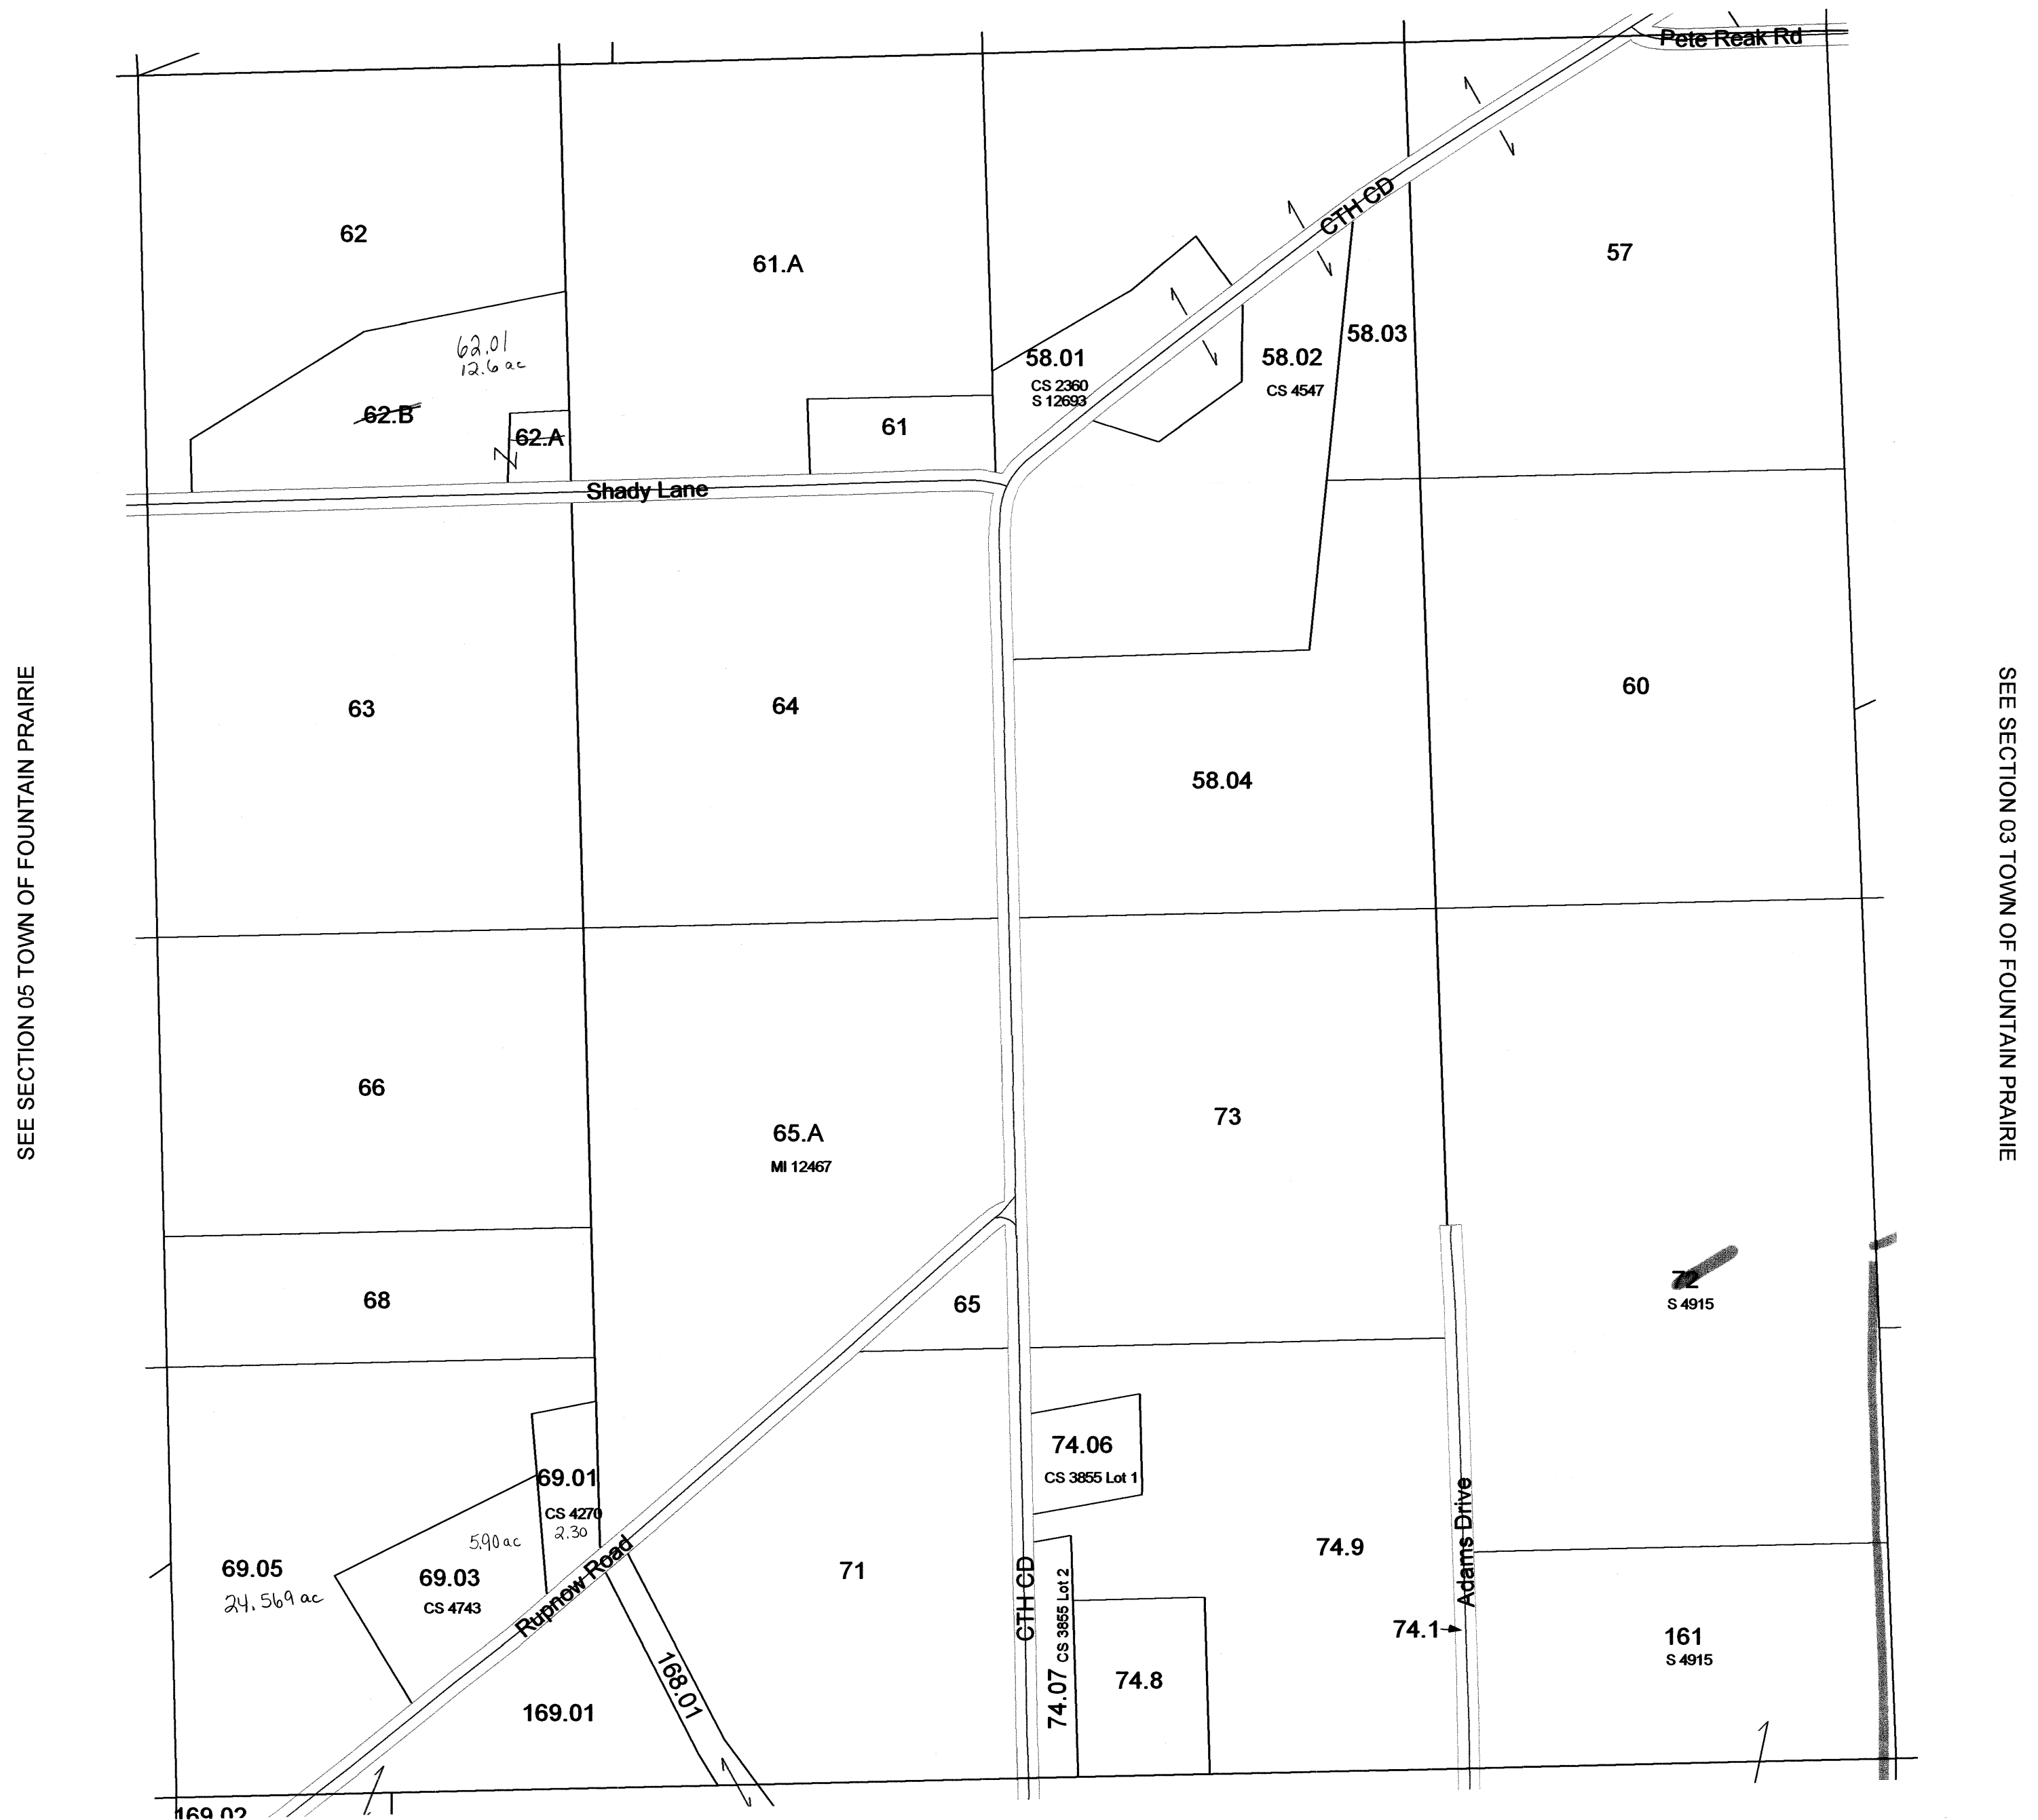 Pete Reak Rd
CTH CD
62
61.A
57
62.01
12.6 ac
58.01
CS 2360
S 12693
58.02
CS 4547
58.03
62.B
62.A
61
Shady Lane
SEE SECTION 05 TOWN OF FOUNTAIN PRAIRIE
SEE SECTION 03 TOWN OF FOUNTAIN PRAIRIE
63
64
60
58.04
66
65.A
MI 12467
73
72
S 4915
68
65
74.06
CS 3855 Lot 1
69.01
CS 4270
2.30
5.90 ac
69.05
24.569 ac
69.03
CS 4743
Rupnow Road
71
CTH CD
74.07 CS 3855 Lot 2
74.9
Adams Drive
74.1
74.8
161
S 4915
168.01
169.01
169.02